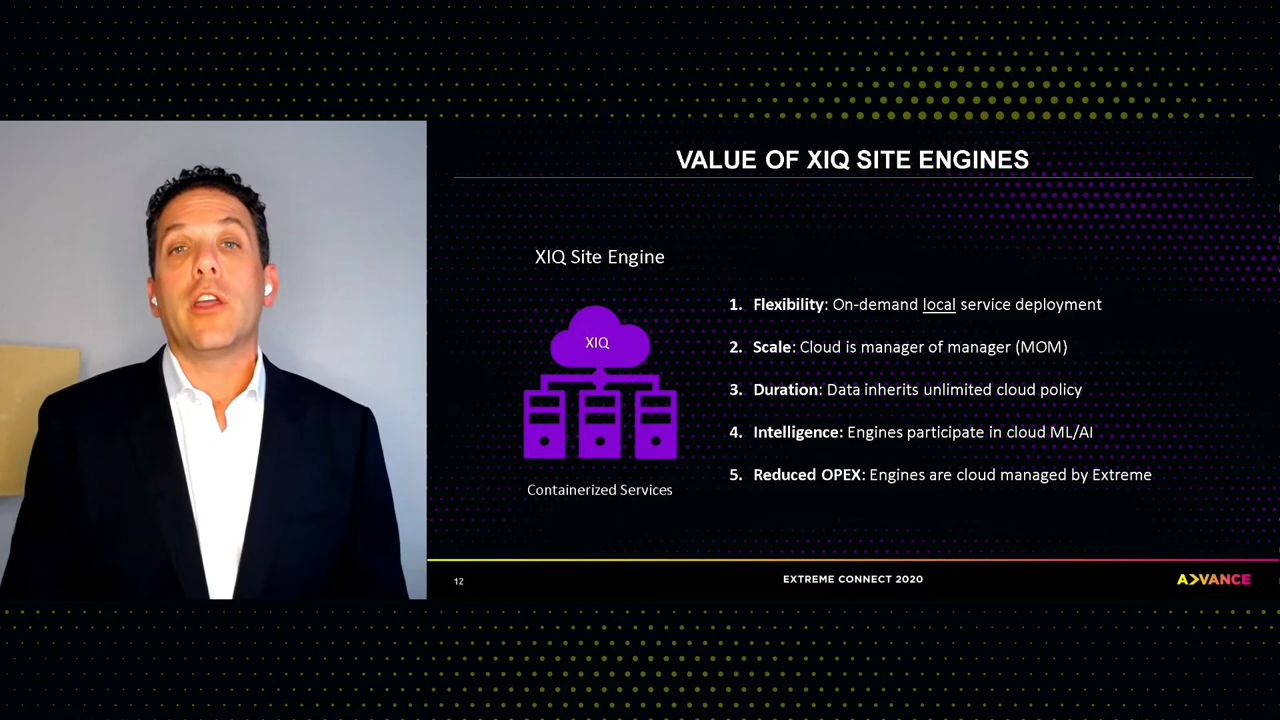 VALUE OF XIQ SITE ENGINES
XIQ Site Engine
XIQ
Containerized Services
1. Flexibility: On-demand local service deployment
2. Scale: Cloud is manager of manager (MOM)
3. Duration: Data inherits unlimited cloud policy
4. Intelligence: Engines participate in cloud ML/AI
5. Reduced OPEX: Engines are cloud managed by Extreme
12
EXTREME CONNECT 2020
ADVANCE